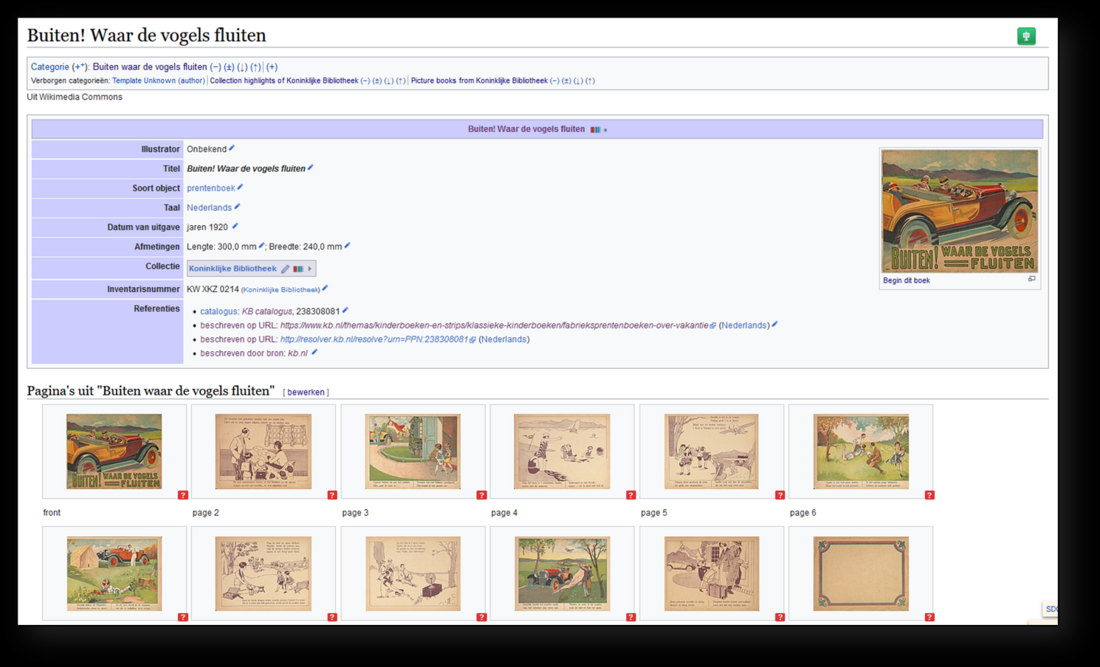 Buiten! Waar de vogels fluiten
Categorie (+⁺): Buiten waar de vogels fluiten (−) (±) (↓) (↑) | (+)
Verborgen categorieën: Template Unknown (author) | Collection highlights of Koninklijke Bibliotheek (−) (±) (↓) (↑) | Picture books from Koninklijke Bibliotheek (−) (±) (↓) (↑)
Uit Wikimedia Commons
Buiten! Waar de vogels fluiten
Illustrator Onbekend
Titel Buiten! Waar de vogels fluiten
Soort object prentenboek
Taal Nederlands
Datum van uitgave jaren 1920
Afmetingen Lengte: 300,0 mm; Breedte: 240,0 mm
Collectie Koninklijke Bibliotheek
Inventarisnummer KW XKZ 0214 (Koninklijke Bibliotheek)
Referenties
• catalogus: KB catalogus, 238308081
• beschreven op URL: https://www.kb.nl/themas/kinderboeken-en-strips/klassieke-kinderboeken/fabrieksprentenboeken-over-vakantie (Nederlands)
• beschreven op URL: http://resolver.kb.nl/resolve?urn=PPN:238308081 (Nederlands)
• beschreven door bron: kb.nl
BUITEN! WAAR DE VOGELS
FLUITEN
Begin dit boek
Pagina's uit "Buiten waar de vogels fluiten" [ bewerken ]
BUITEN! WAAR DE VOGELS
FLUITEN
? ? ? ? ? ?
front page 2 page 3 page 4 page 5 page 6
? ? ? ? ? ?
SD